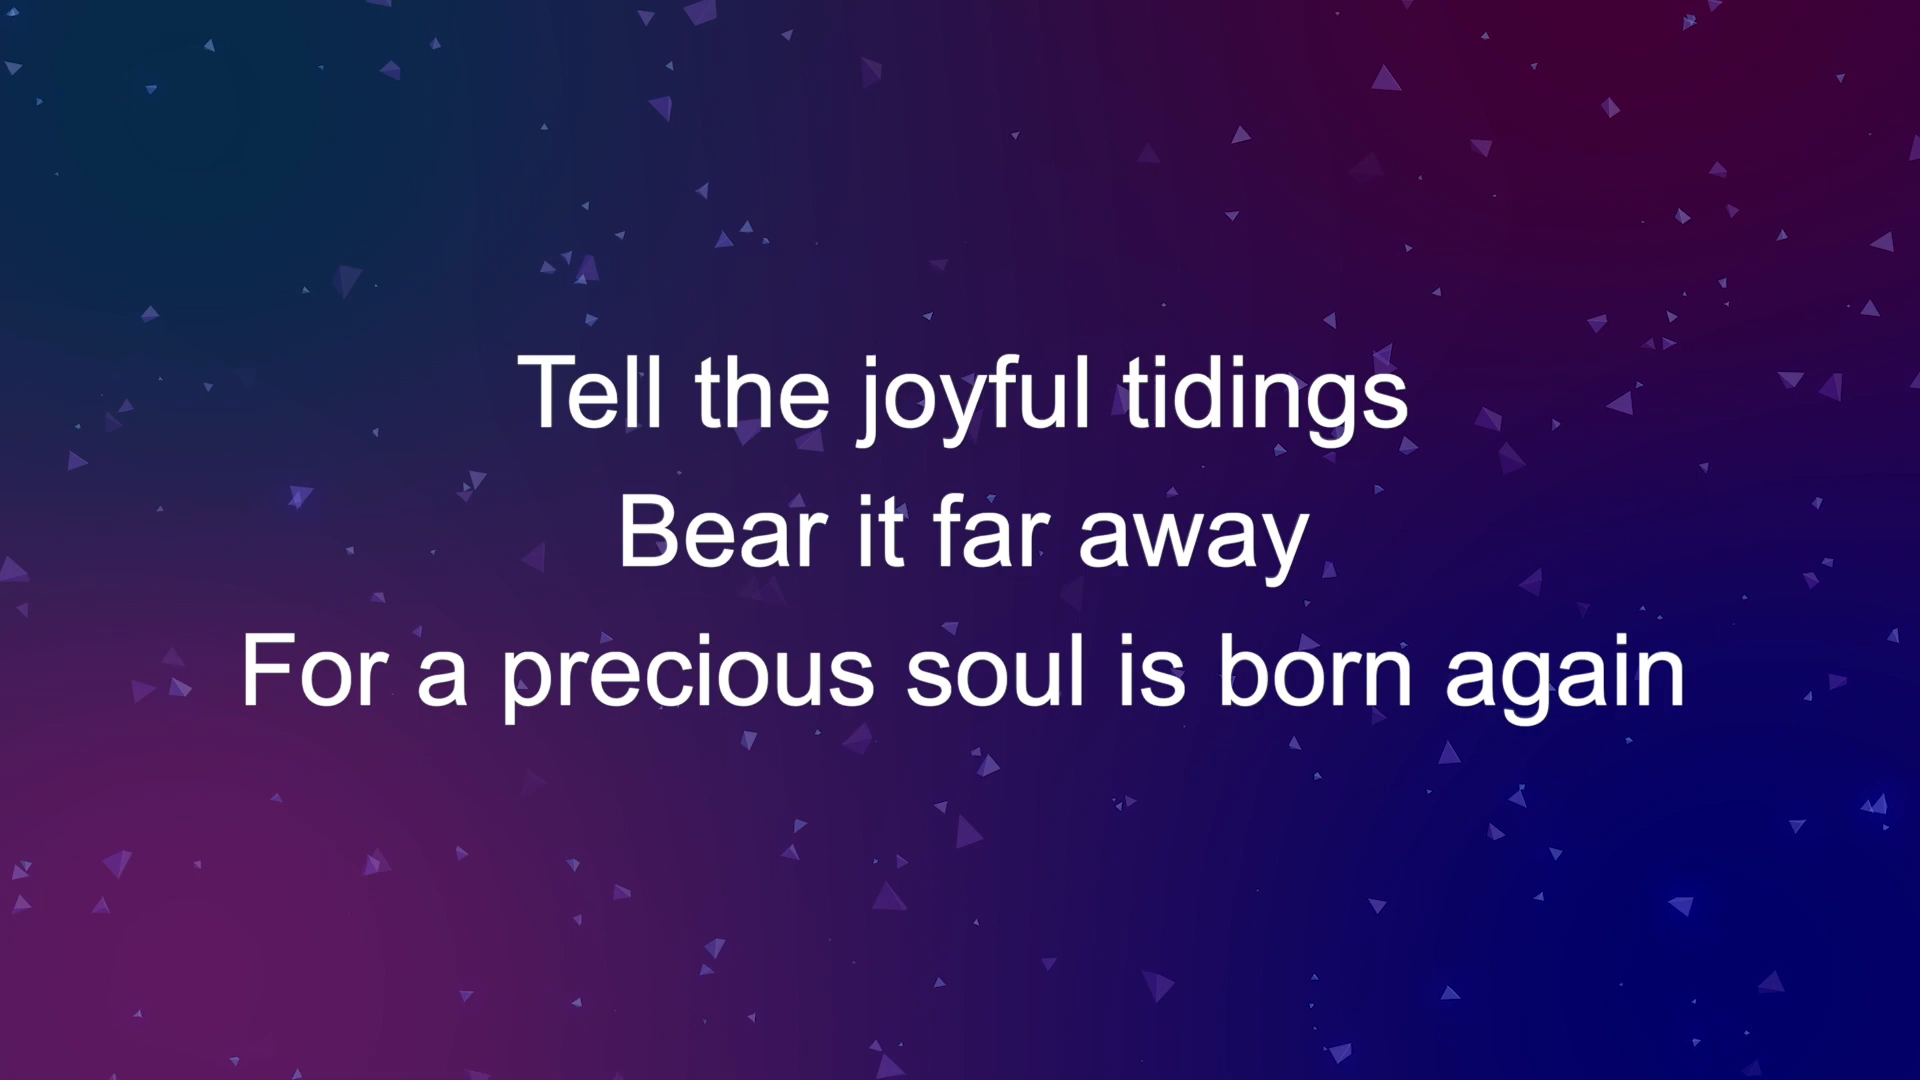 Tell the joyful tidings
Bear it far away
For a precious soul is born again